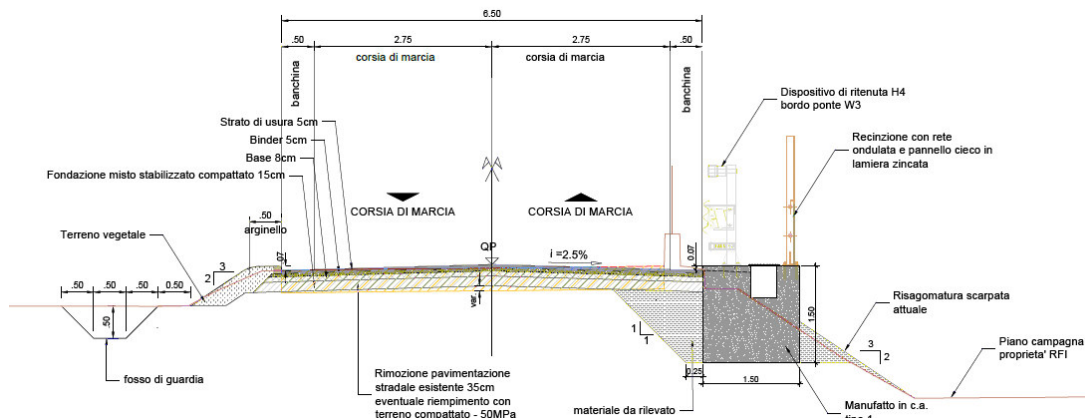 6.50
.50
2.75
2.75
.50
corsia di marcia
corsia di marcia
banchina
banchina
Dispositivo di ritenuta H4
bordo ponte W3
Strato di usura 5cm
Binder 5cm
Base 8cm
Fondazione misto stabilizzato compattato 15cm
Recinzione con rete
ondulata e pannello cieco in
lamiera zincata
CORSIA DI MARCIA
CORSIA DI MARCIA
.50
arginello
Terreno vegetale
QP
i =2.5%
.07
0.07
3
2
.50
.50
.50
0.50
.50
var.
1
1
1.50
Risagomatura scarpata
attuale
3
2
Piano campagna
proprieta' RFI
fosso di guardia
Rimozione pavimentazione
stradale esistente 35cm
eventuale riempimento con
terreno compattato - 50MPa
0.25
1.50
materiale da rilevato
Manufatto in c.a.